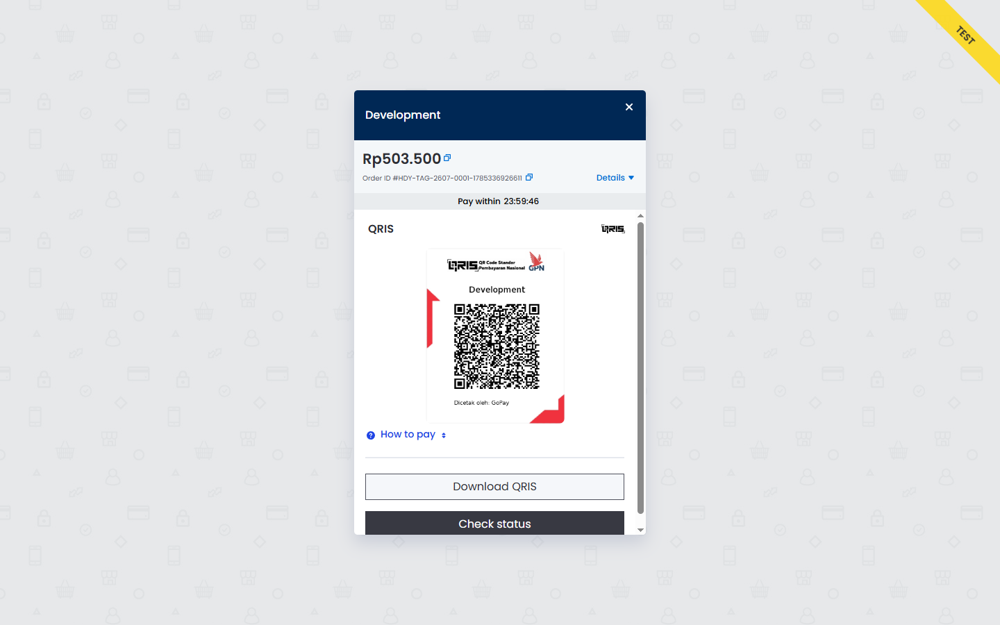 TEST
Development
Rp503.500
Order ID #HDY-TAG-2607-0001-1785336926611
Details
Pay within 23:59:46
QRIS
QRIS
QRIS QR Code Stander Pembayaran Nasional
GPN
Development
Dicetak oleh: GoPay
? How to pay
Download QRIS
Check status